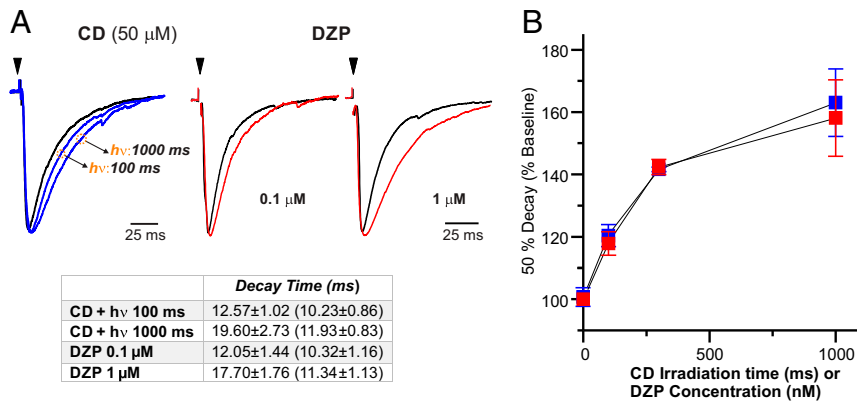 A
CD (50 µM)
DZP
hν:1000 ms
hν:100 ms
25 ms
0.1 µM
1 µM
25 ms
Decay Time (ms)
CD + hν 100 ms 12.57±1.02 (10.23±0.86)
CD + hν 1000 ms 19.60±2.73 (11.93±0.83)
DZP 0.1 µM 12.05±1.44 (10.32±1.16)
DZP 1 µM 17.70±1.76 (11.34±1.13)
B
50 % Decay (% Baseline)
180
160
140
120
100
0 500 1000
CD Irradiation time (ms) or
DZP Concentration (nM)